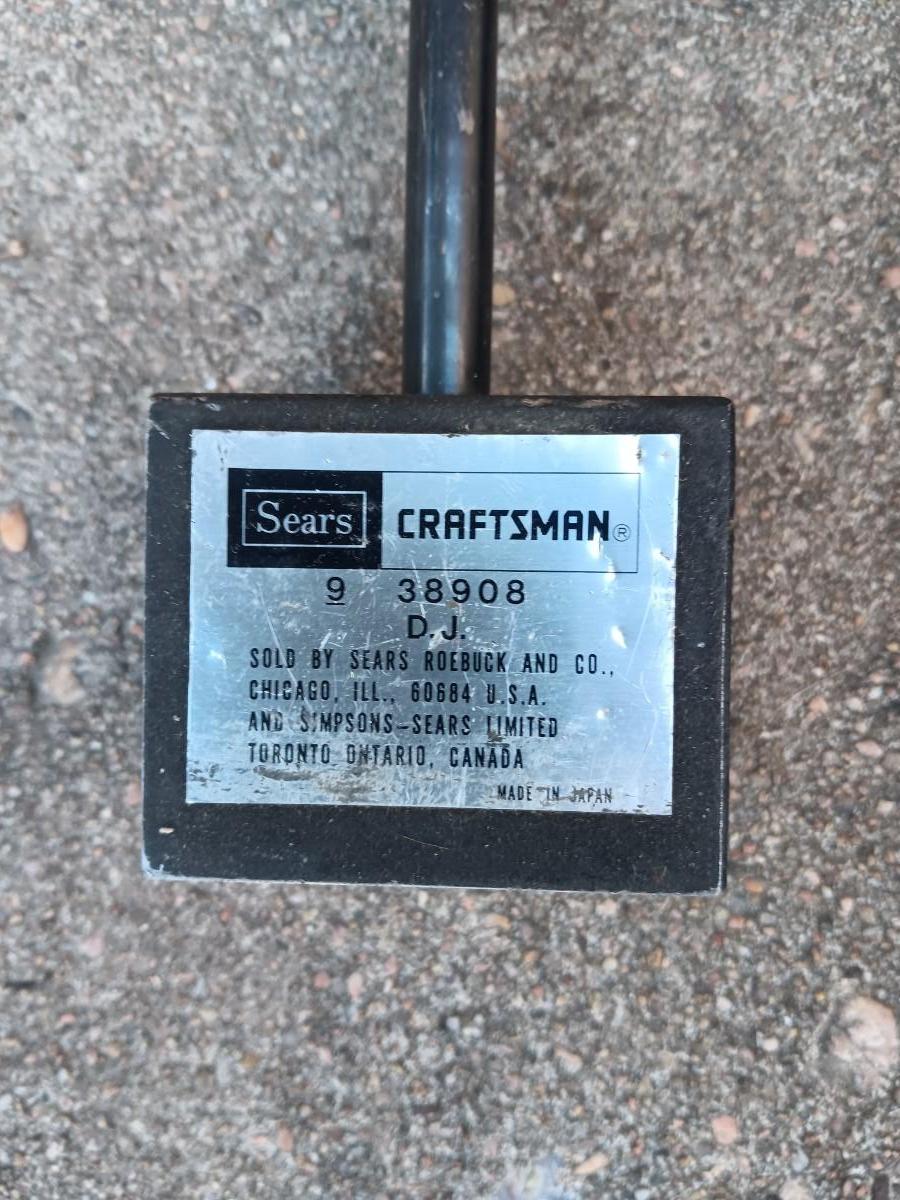 Sears CRAFTSMAN®
9 38908
D.J.
SOLD BY SEARS ROEBUCK AND CO.,
CHICAGO, ILL., 60684 U.S.A.
AND SIMPSONS-SEARS LIMITED
TORONTO ONTARIO, CANADA
MADE IN JAPAN